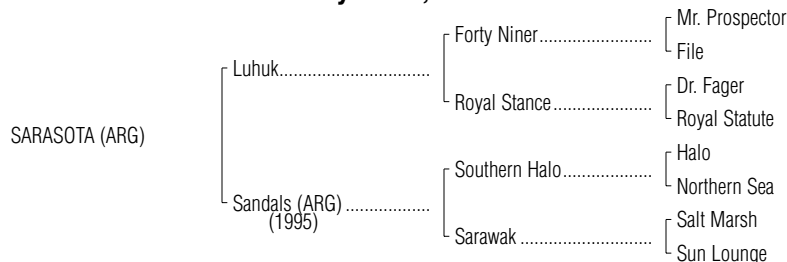 Mr. Prospector
Forty Niner
File
Luhuk
Dr. Fager
Royal Stance
Royal Statute
SARASOTA (ARG)
Halo
Southern Halo
Northern Sea
Sandals (ARG)
(1995)
Salt Marsh
Sarawak
Sun Lounge